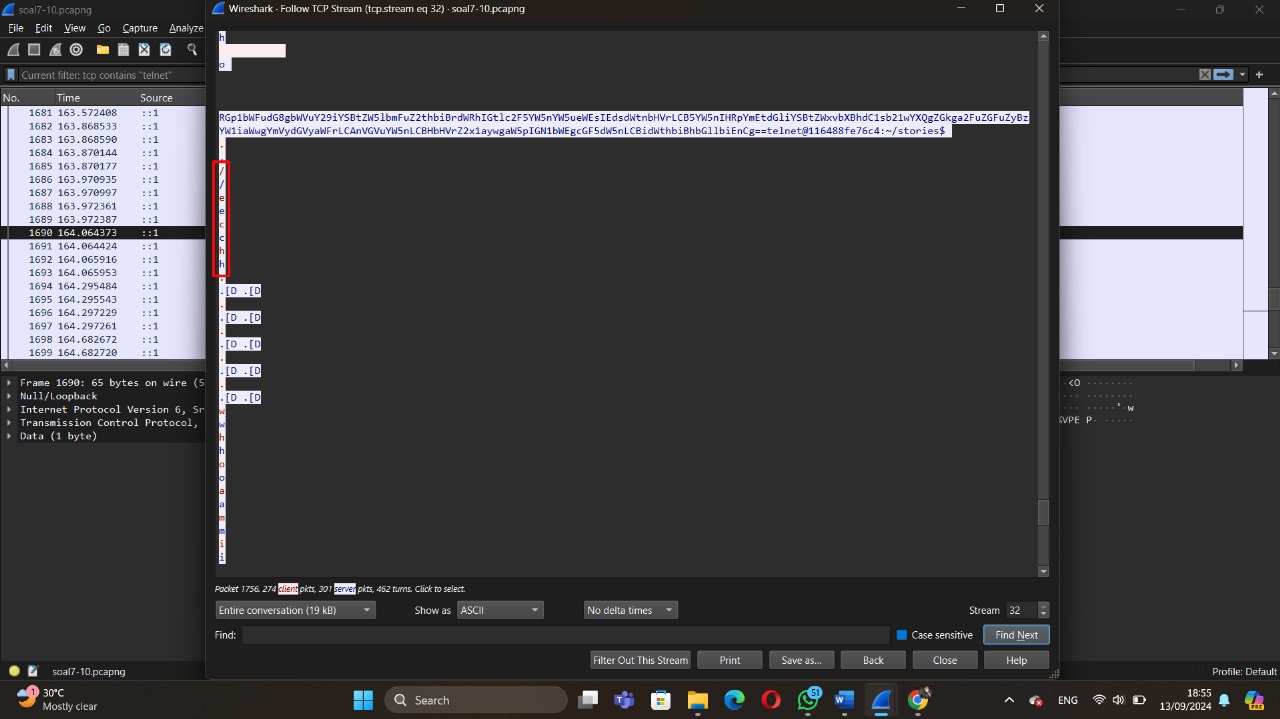 soal7-10.pcapng
File Edit View Go Capture Analyze
Current filter: tcp contains "telnet"
No. Time Source
1681 163.572408 ::1
1682 163.868533 ::1
1683 163.868590 ::1
1684 163.870144 ::1
1685 163.870177 ::1
1686 163.970935 ::1
1687 163.970997 ::1
1688 163.972361 ::1
1689 163.972387 ::1
1690 164.064373 ::1
1691 164.064424 ::1
1692 164.065916 ::1
1693 164.065953 ::1
1694 164.295484 ::1
1695 164.295543 ::1
1696 164.297229 ::1
1697 164.297261 ::1
1698 164.682672 ::1
1699 164.682720 ::1
Frame 1690: 65 bytes on wire (5
Null/Loopback
Internet Protocol Version 6, Sr
Transmission Control Protocol,
Data (1 byte)
Wireshark · Follow TCP Stream (tcp.stream eq 32) · soal7-10.pcapng
h
o
telnet@116488fe76c4:~/stories$
.
.
/
/
e
e
c
c
h
h
.
.[D .[D
.
.[D .[D
.
.[D .[D
.
.[D .[D
.
.[D .[D
w
w
h
h
o
o
a
a
m
m
i
i
Packet 1756. 274 client pkts, 301 server pkts, 462 turns. Click to select.
Entire conversation (19 kB) Show as ASCII No delta times Stream 32
Find: Case sensitive Find Next
Filter Out This Stream Print Save as... Back Close Help
soal7-10.pcapng Profile: Default
1 30°C
Mostly clear
Search
51
ENG
18:55
13/09/2024